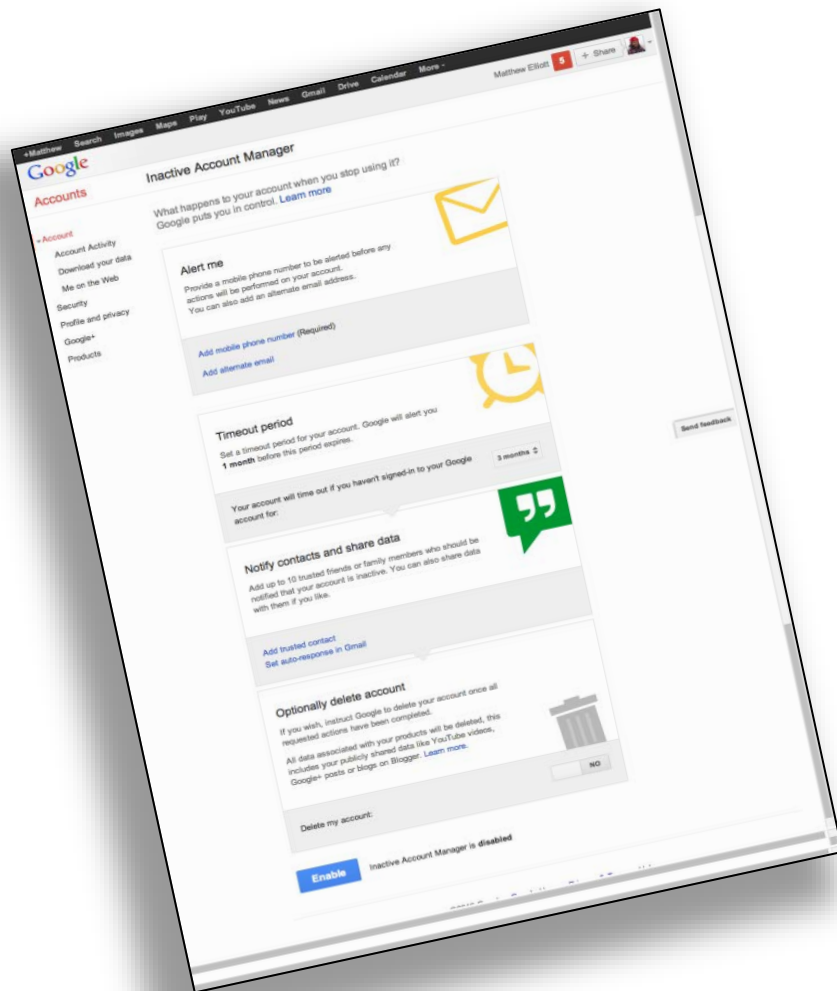 +Matthew Search Images Maps Play YouTube News Gmail Drive Calendar More
Matthew Elliott 5 + Share
Google
Accounts
Inactive Account Manager
Account
Account Activity
Download your data
Me on the Web
Security
Profile and privacy
Google+
Products
What happens to your account when you stop using it?
Google puts you in control. Learn more
Alert me
Provide a mobile phone number to be alerted before any
actions will be performed on your account.
You can also add an alternate email address.
Add mobile phone number (Required)
Add alternate email
Timeout period
Set a timeout period for your account. Google will alert you
1 month before this period expires.
Your account will time out if you haven't signed-in to your Google
account for:
3 months
Notify contacts and share data
Add up to 10 trusted friends or family members who should be
notified that your account is inactive. You can also share data
with them if you like.
Add trusted contact
Set auto-response in Gmail
Optionally delete account
If you wish, instruct Google to delete your account once all
requested actions have been completed.
All data associated with your products will be deleted, this
includes your publicly shared data like YouTube videos,
Google+ posts or blogs on Blogger. Learn more.
Delete my account:
NO
Enable Inactive Account Manager is disabled
Send feedback